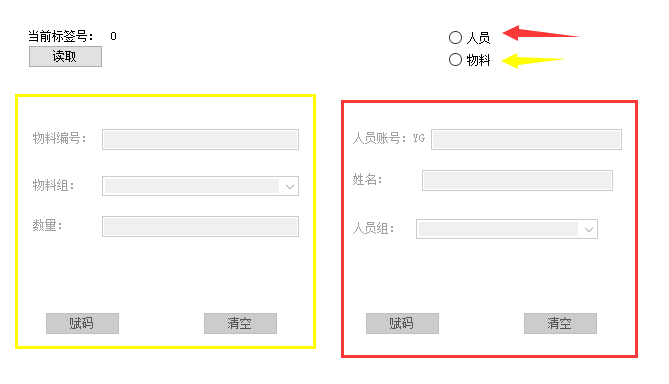 当前标签号： 0
读取
人员
物料
物料编号：
物料组：
数量：
赋码
清空
人员账号：YG
姓名：
人员组：
赋码
清空